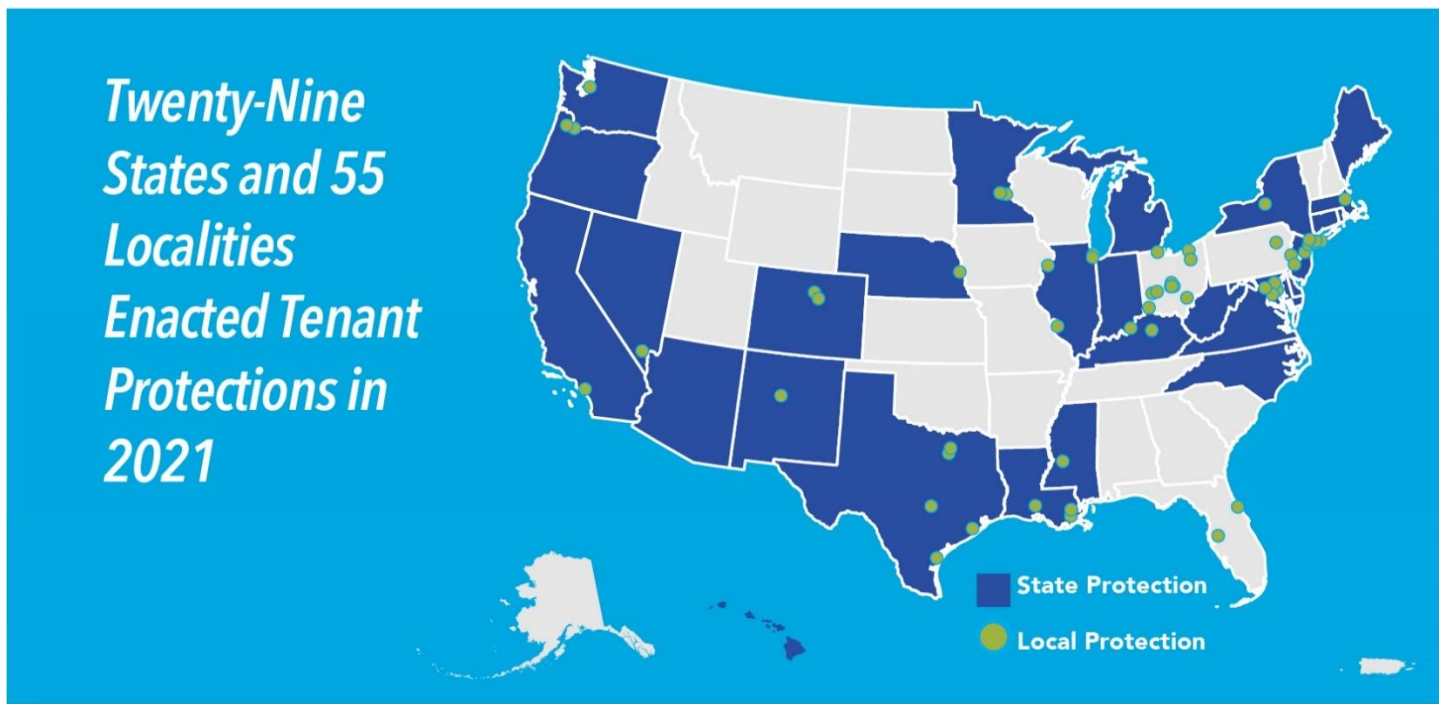 Twenty-Nine
States and 55
Localities
Enacted Tenant
Protections in
2021
State Protection
Local Protection